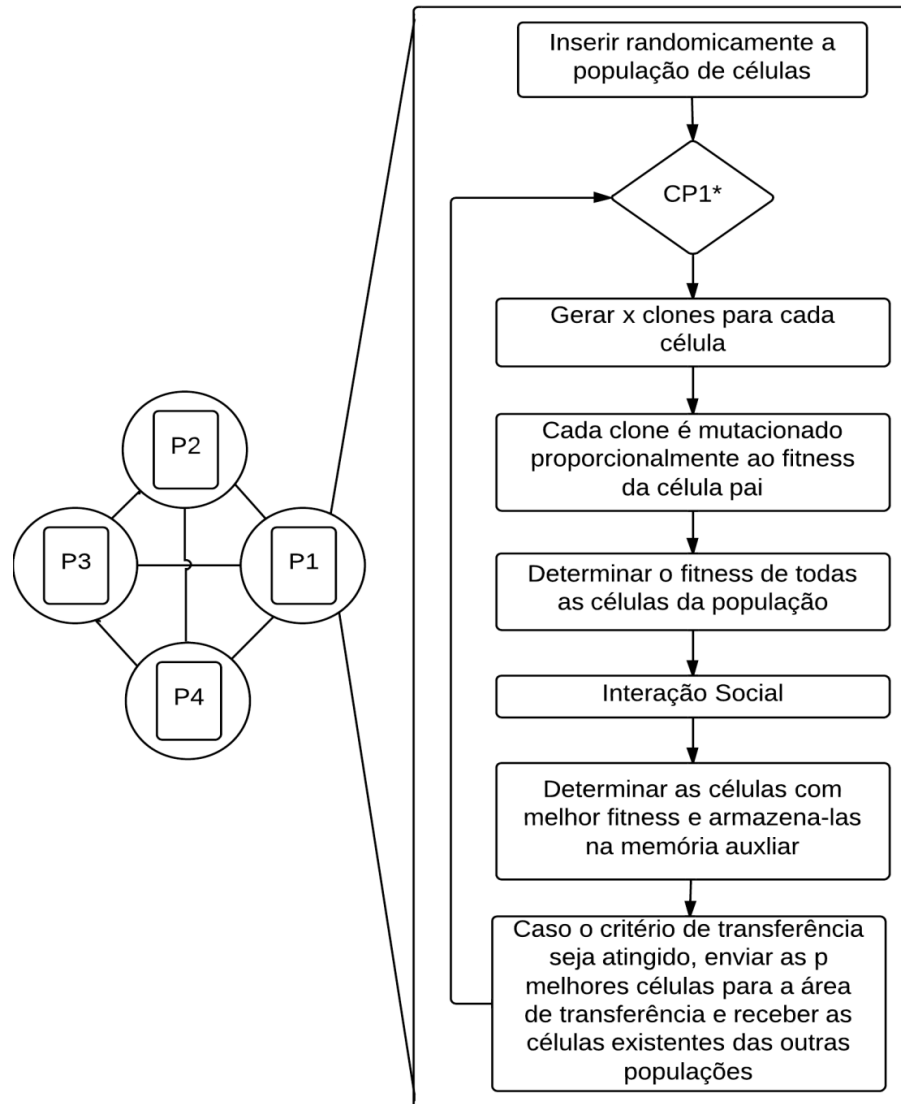 Inserir randomicamente a
população de células
CP1*
Gerar x clones para cada
célula
Cada clone é mutacionado
proporcionalmente ao fitness
da célula pai
Determinar o fitness de todas
as células da população
Interação Social
Determinar as células com
melhor fitness e armazena-las
na memória auxliar
Caso o critério de transferência
seja atingido, enviar as p
melhores células para a área
de transferência e receber as
células existentes das outras
populações
P2
P3
P1
P4